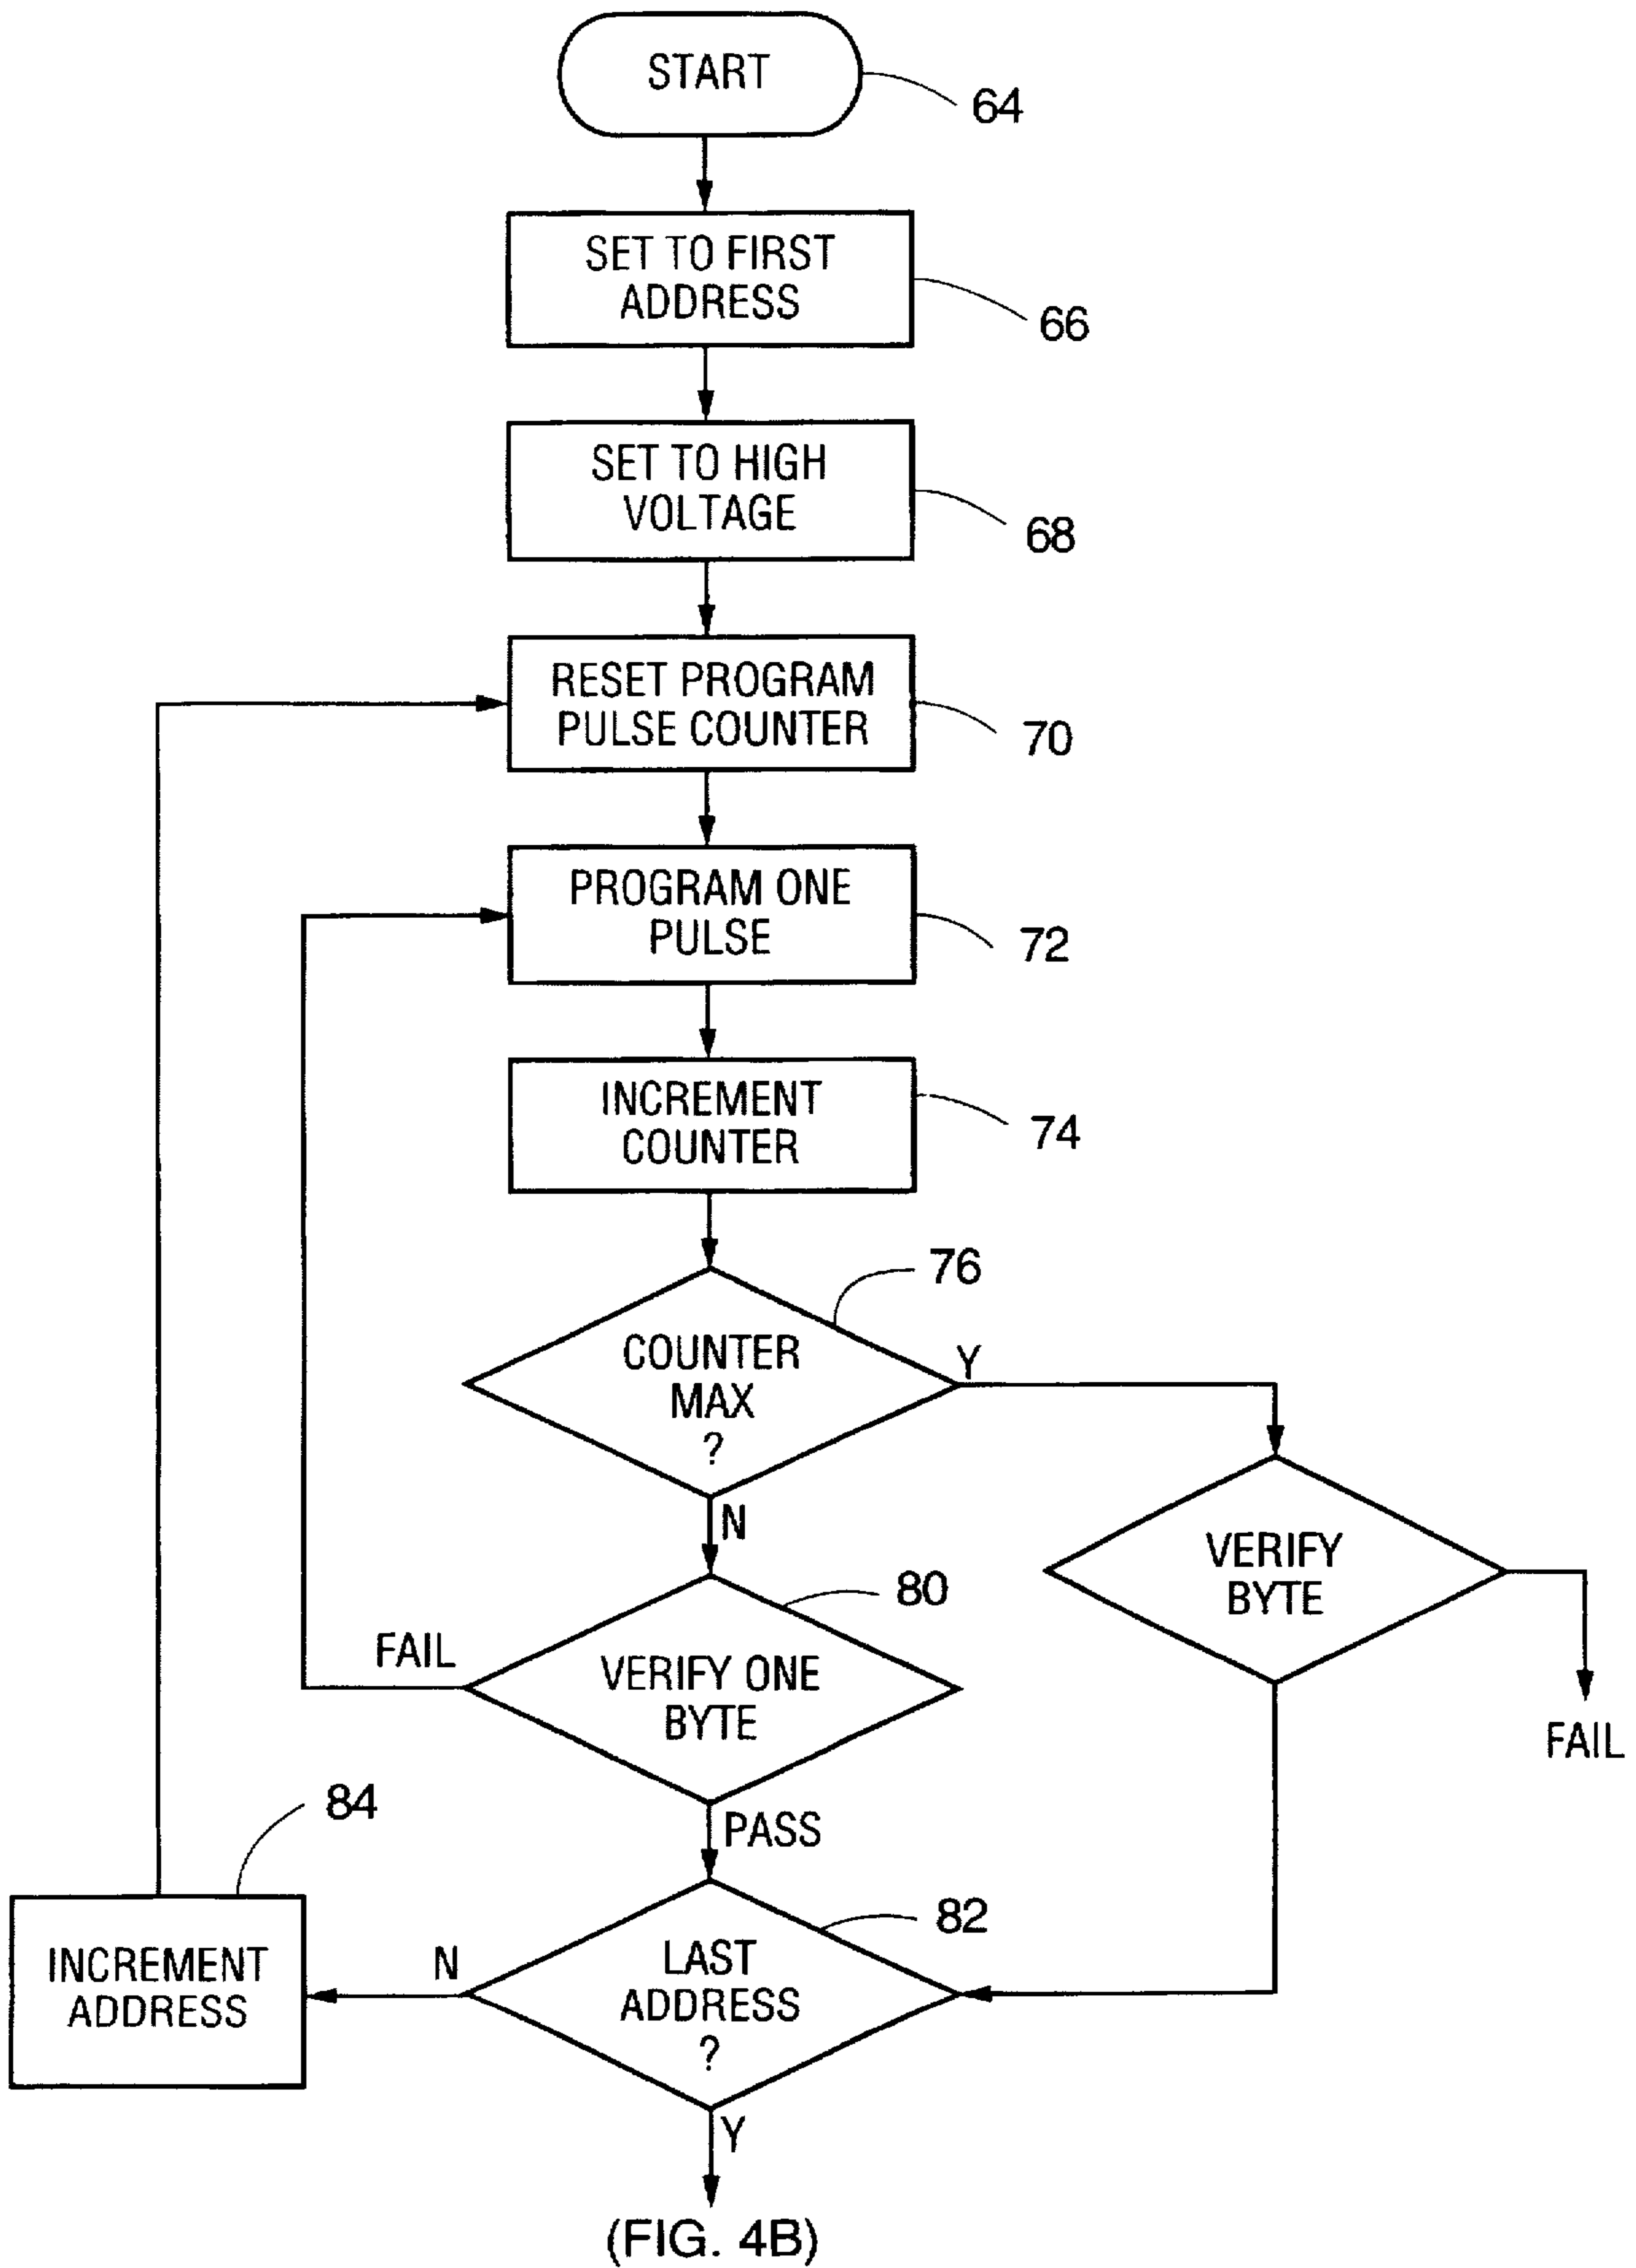 START
64
SET TO FIRST
ADDRESS
66
SET TO HIGH
VOLTAGE
68
RESET PROGRAM
PULSE COUNTER
70
PROGRAM ONE
PULSE
72
INCREMENT
COUNTER
74
76
COUNTER
MAX
?
Y
N
VERIFY
BYTE
FAIL
80
FAIL
VERIFY ONE
BYTE
PASS
84
INCREMENT
ADDRESS
82
N
LAST
ADDRESS
?
Y
(FIG. 4B)